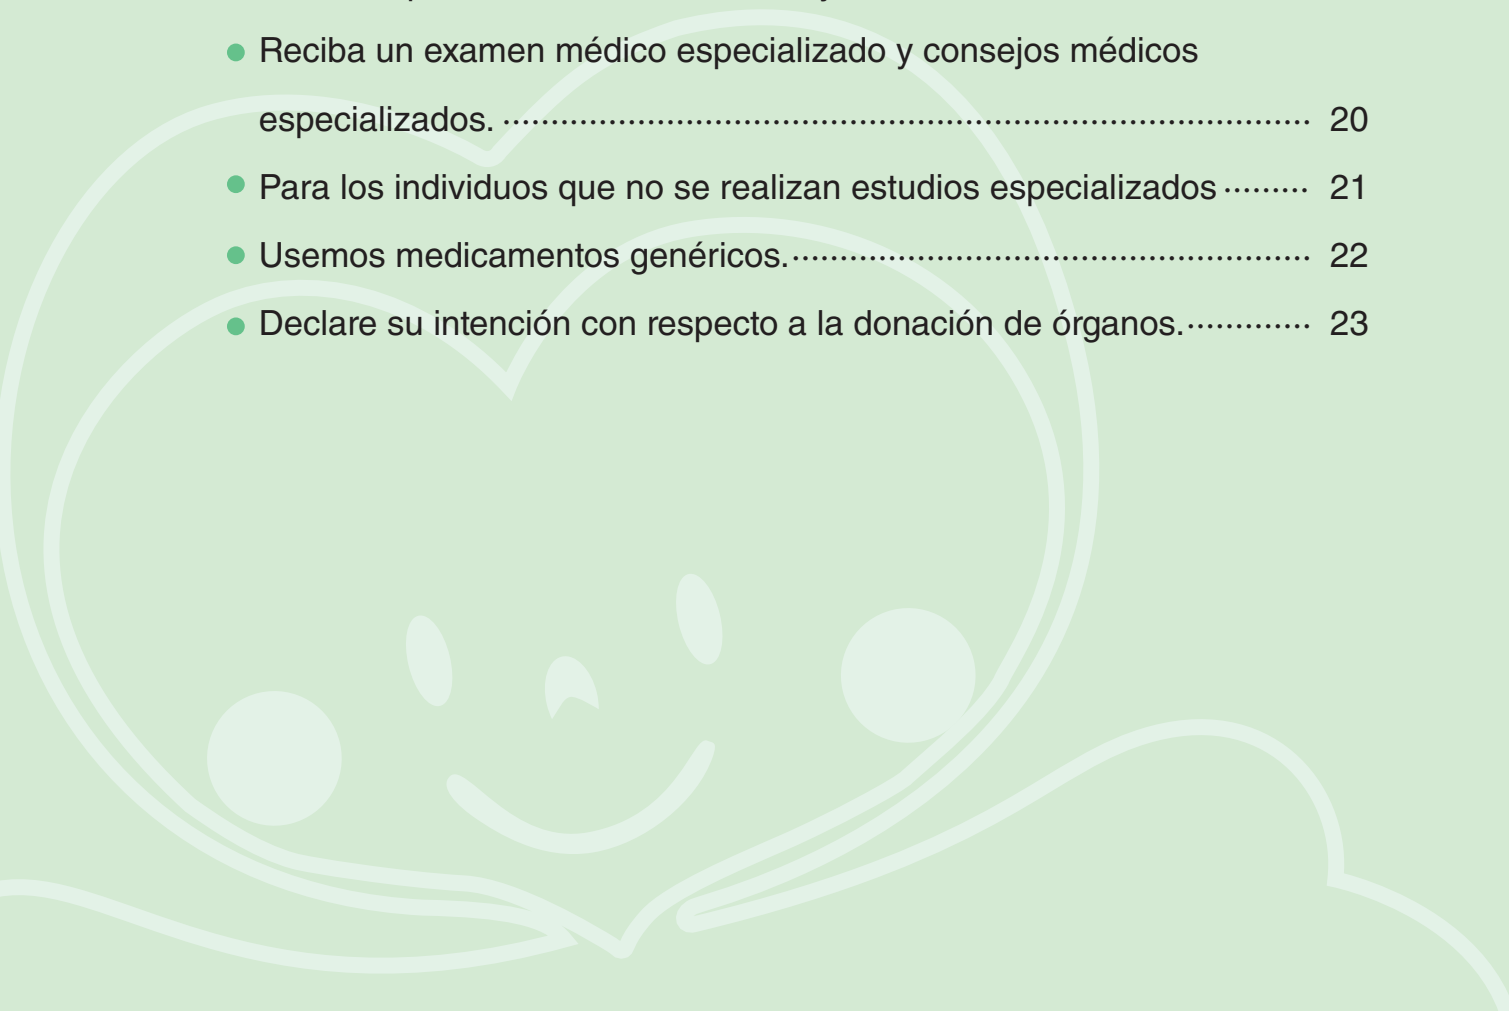 Reciba un examen médico especializado y consejos médicos
especializados. ................................................................ 20
Para los individuos que no se realizan estudios especializados ......... 21
Usemos medicamentos genéricos. ...................................................... 22
Declare su intención con respecto a la donación de órganos. ............. 23